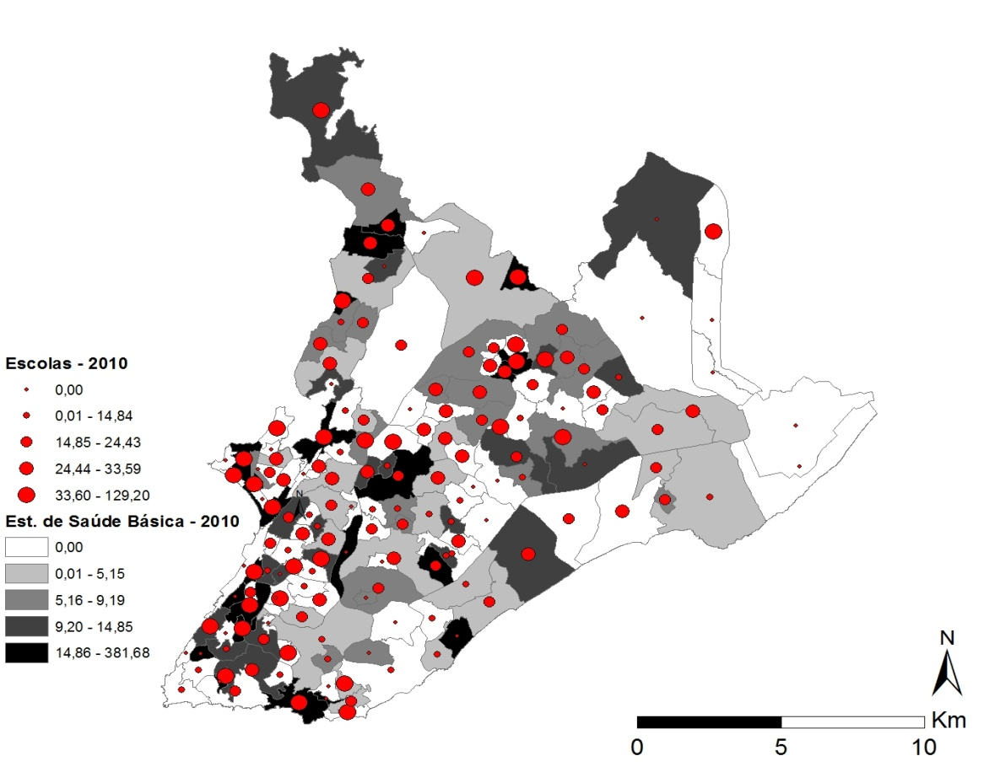 Escolas - 2010
0,00
0,01 - 14,84
14,85 - 24,43
24,44 - 33,59
33,60 - 129,20
Est. de Saúde Básica - 2010
0,00
0,01 - 5,15
5,16 - 9,19
9,20 - 14,85
14,86 - 381,68
N
N
Km
0 5 10